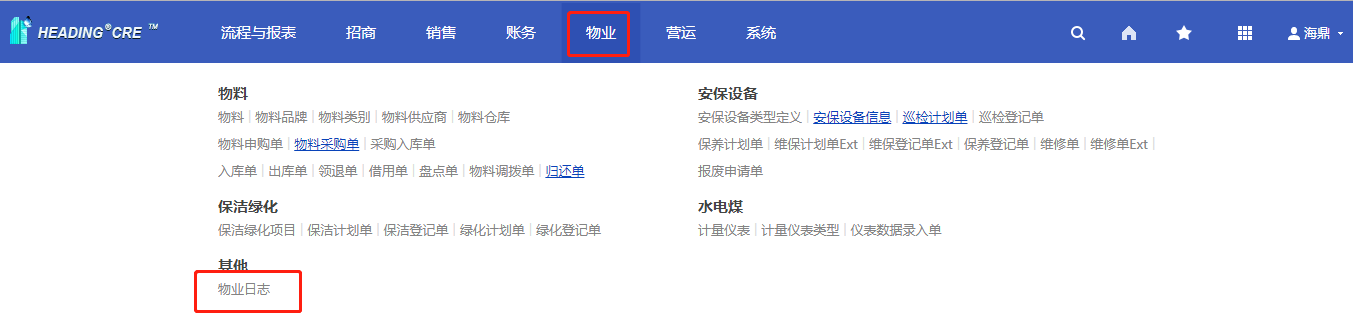 HEADING®CRE ™ 流程与报表 招商 销售 账务 物业 营运 系统 海鼎
物料
物料 | 物料品牌 | 物料类别 | 物料供应商 | 物料仓库
物料申购单 | 物料采购单 | 采购入库单
入库单 | 出库单 | 领退单 | 借用单 | 盘点单 | 物料调拨单 | 归还单
保洁绿化
保洁绿化项目 | 保洁计划单 | 保洁登记单 | 绿化计划单 | 绿化登记单
其他
物业日志
安保设备
安保设备类型定义 | 安保设备信息 | 巡检计划单 | 巡检登记单
保养计划单 | 维保计划单Ext | 维保登记单Ext | 保养登记单 | 维修单 | 维修单Ext |
报废申请单
水电煤
计量仪表 | 计量仪表类型 | 仪表数据录入单